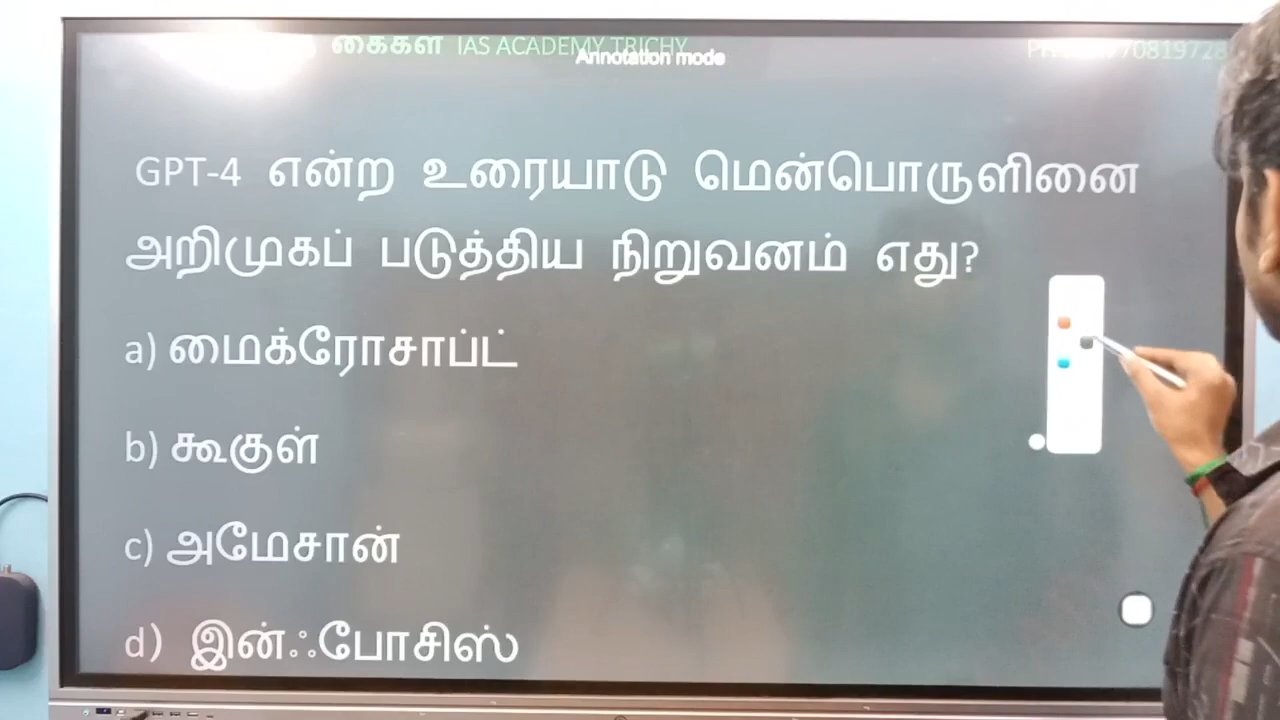 கைகள் IAS ACADEMY TRICHY
Annotation mode
GPT-4 என்ற உரையாடு மென்பொருளினை
அறிமுகப் படுத்திய நிறுவனம் எது?
a) மைக்ரோசாப்ட்
b) கூகுள்
c) அமேசான்
d) இன்ஃபோசிஸ்